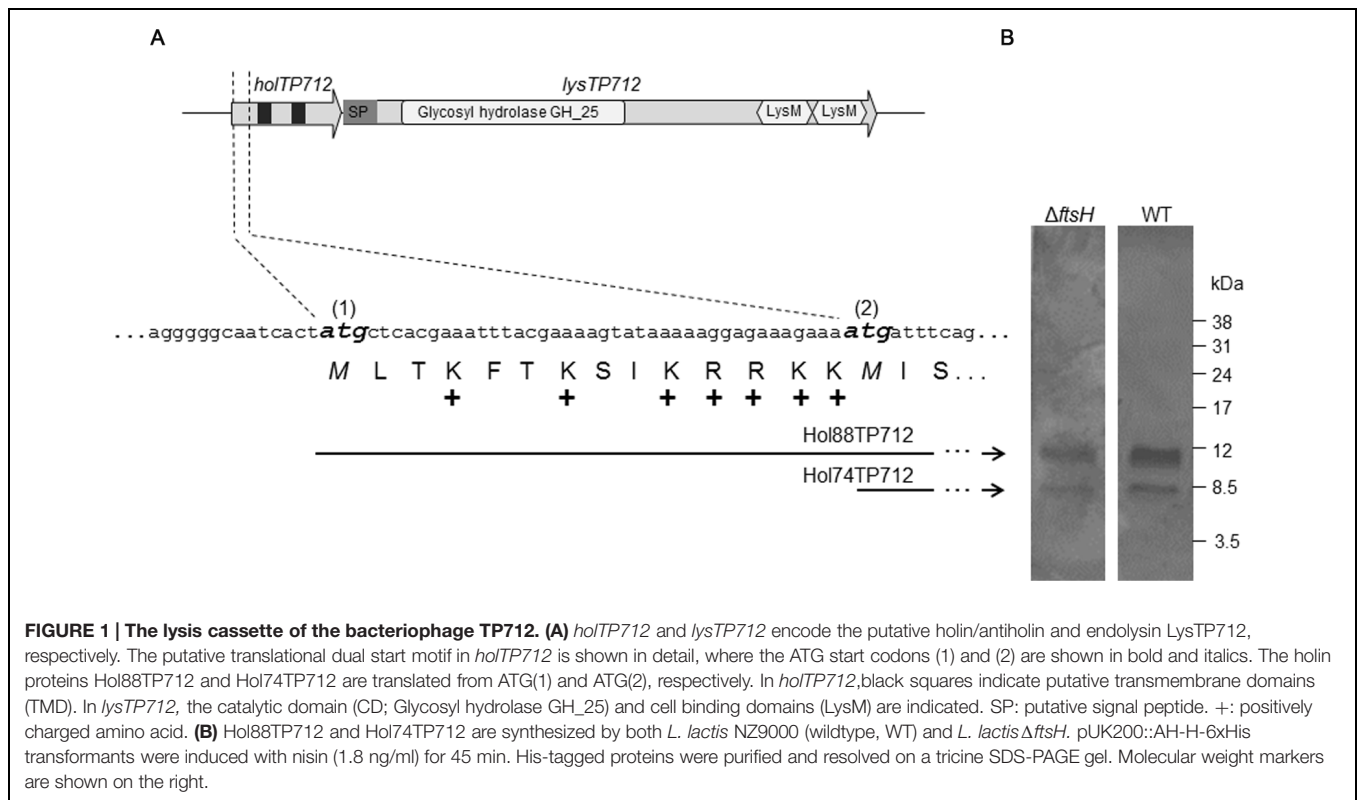 A
B
holTP712
lysTP712
SP
Glycosyl hydrolase GH_25
LysM
LysM
ΔftsH
WT
kDa
38
31
24
17
12
8.5
3.5
(1)
(2)
...agggggcaatcactatgctcacgaaatttacgaaaagtataaaaaggagaaagaaaatgatttcag...
M L T K F T K S I K R R K K M I S...
+ + + + + + +
Hol88TP712
...
Hol74TP712
...
FIGURE 1 | The lysis cassette of the bacteriophage TP712. (A) holTP712 and lysTP712 encode the putative holin/antiholin and endolysin LysTP712,
respectively. The putative translational dual start motif in holTP712 is shown in detail, where the ATG start codons (1) and (2) are shown in bold and italics. The holin
proteins Hol88TP712 and Hol74TP712 are translated from ATG(1) and ATG(2), respectively. In holTP712,black squares indicate putative transmembrane domains
(TMD). In lysTP712, the catalytic domain (CD; Glycosyl hydrolase GH_25) and cell binding domains (LysM) are indicated. SP: putative signal peptide. +: positively
charged amino acid. (B) Hol88TP712 and Hol74TP712 are synthesized by both L. lactis NZ9000 (wildtype, WT) and L. lactisΔftsH. pUK200::AH-H-6xHis
transformants were induced with nisin (1.8 ng/ml) for 45 min. His-tagged proteins were purified and resolved on a tricine SDS-PAGE gel. Molecular weight markers
are shown on the right.